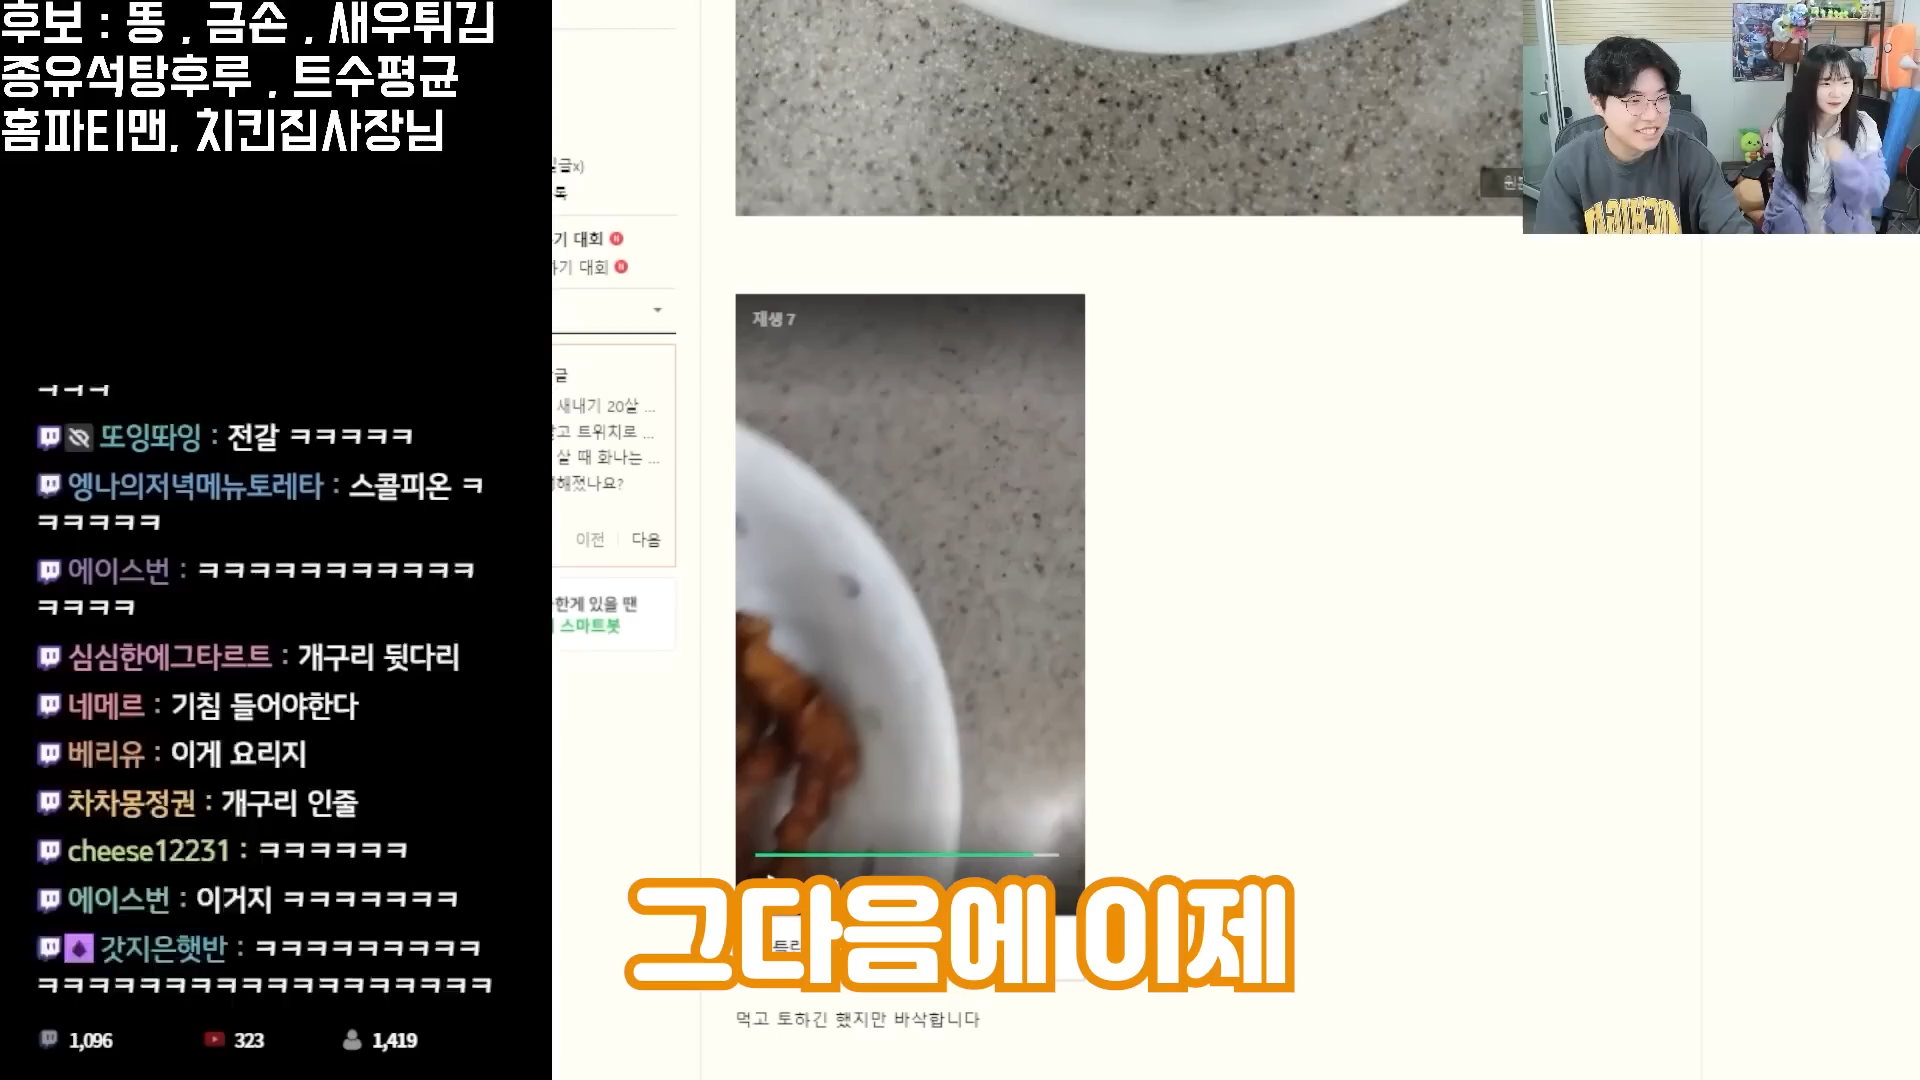 후보 : 똥 , 금손 , 새우튀김
종유석탕후루 , 트수평균
홈파티맨, 치킨집사장님
ㅋㅋㅋ
또잉똬잉 : 전갈 ㅋㅋㅋㅋㅋ
엥나의저녁메뉴토레타 : 스콜피온 ㅋ
ㅋㅋㅋㅋㅋ
에이스번 : ㅋㅋㅋㅋㅋㅋㅋㅋㅋㅋㅋ
ㅋㅋㅋㅋ
심심한에그타르트 : 개구리 뒷다리
네메르 : 기침 들어야한다
베리유 : 이게 요리지
차차몽정권 : 개구리 인줄
cheese12231 : ㅋㅋㅋㅋㅋㅋ
에이스번 : 이거지 ㅋㅋㅋㅋㅋㅋㅋ
갓지은햇반 : ㅋㅋㅋㅋㅋㅋㅋㅋㅋ
ㅋㅋㅋㅋㅋㅋㅋㅋㅋㅋㅋㅋㅋㅋㅋㅋㅋㅋ
1,096 323 1,419
기 대회
하기 대회
글
새내기 20살 ...
고 트위치로 ...
살 때 화나는 ...
해졌나요?
이전 다음
한게 있을 땐
스마트봇
재생 7
그다음에 이제
먹고 토하긴 했지만 바삭합니다